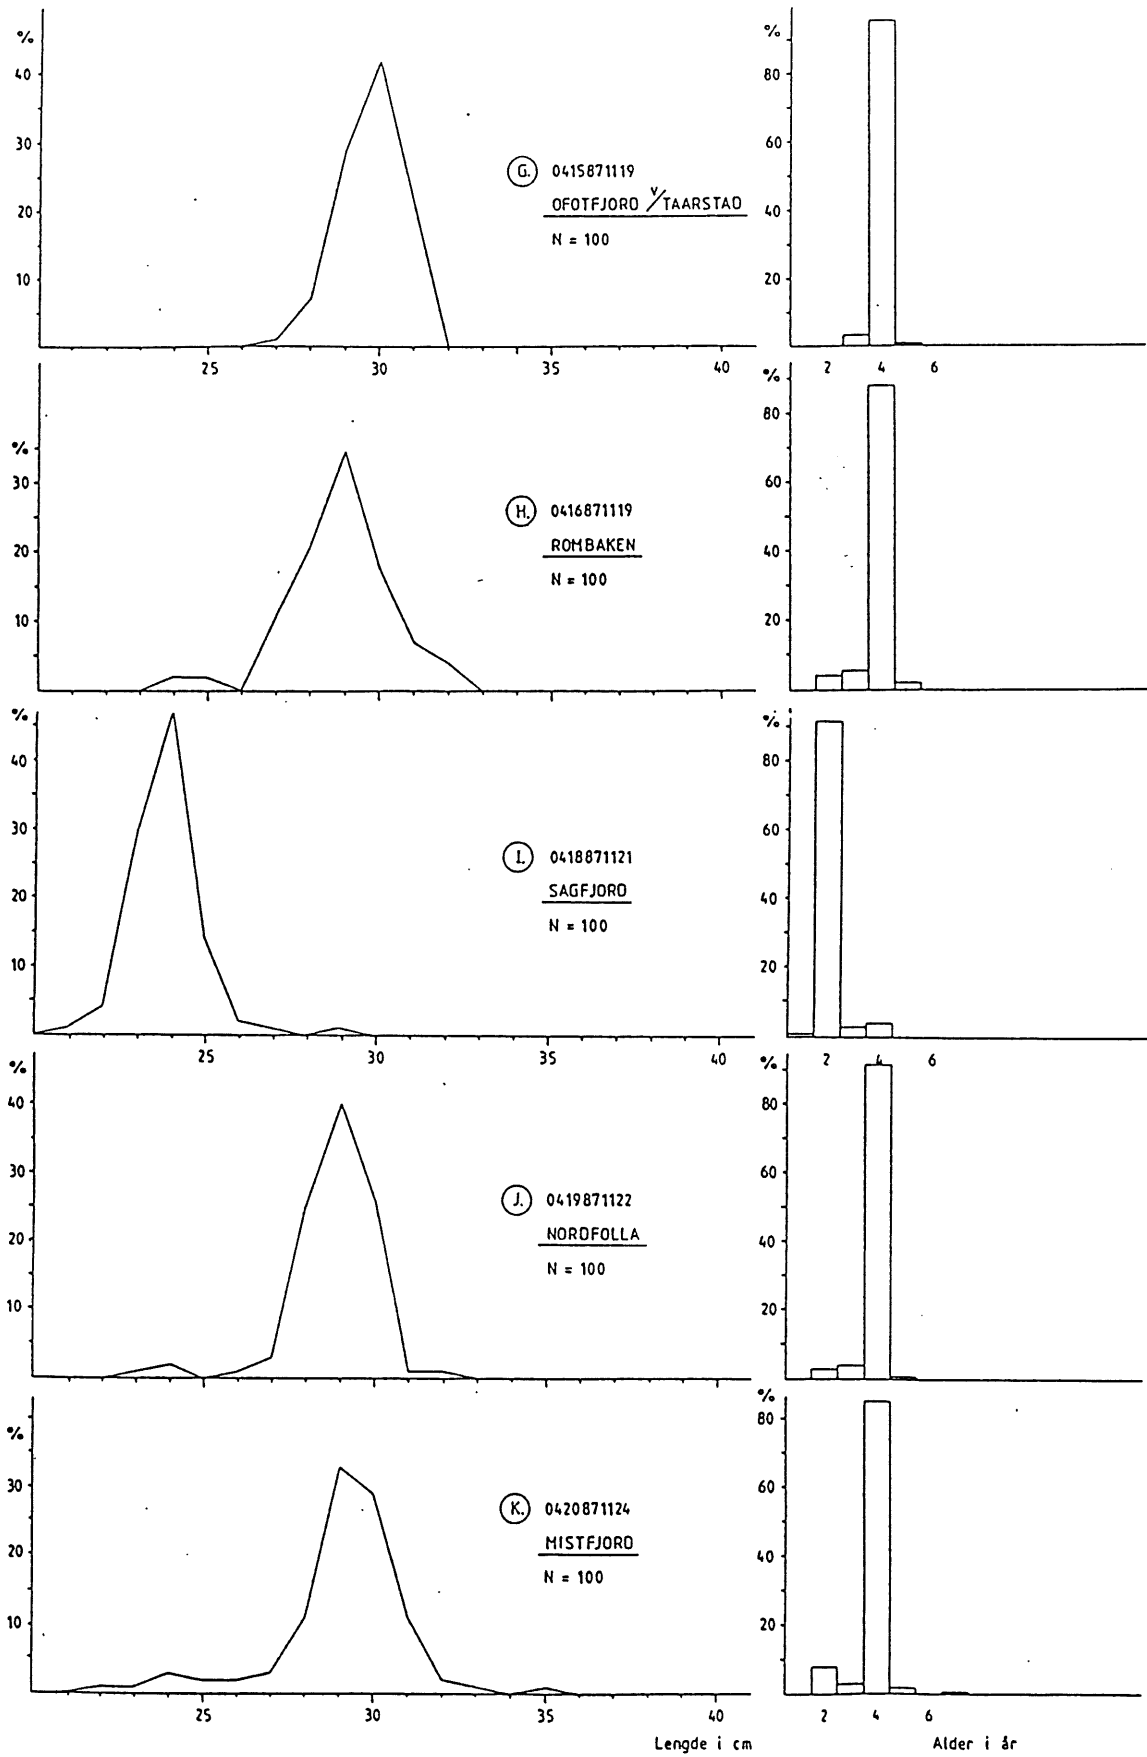 %
40
30
20
10
25 30 35 40
G. 0415871119
OFOTFJORD V/TAARSTAD
N = 100
%
80
60
40
20
2 4 6
%
30
20
10
H. 0416871119
ROMBAKEN
N = 100
%
80
60
40
20
%
40
30
20
10
25 30 35 40
I. 0418871121
SAGFJORD
N = 100
%
80
60
40
20
2 4 6
%
40
30
20
10
J. 0419871122
NORDFOLLA
N = 100
%
80
60
40
20
%
30
20
10
25 30 35 40
Lengde i cm
K. 0420871124
MISTFJORD
N = 100
%
80
60
40
20
2 4 6
Alder i år